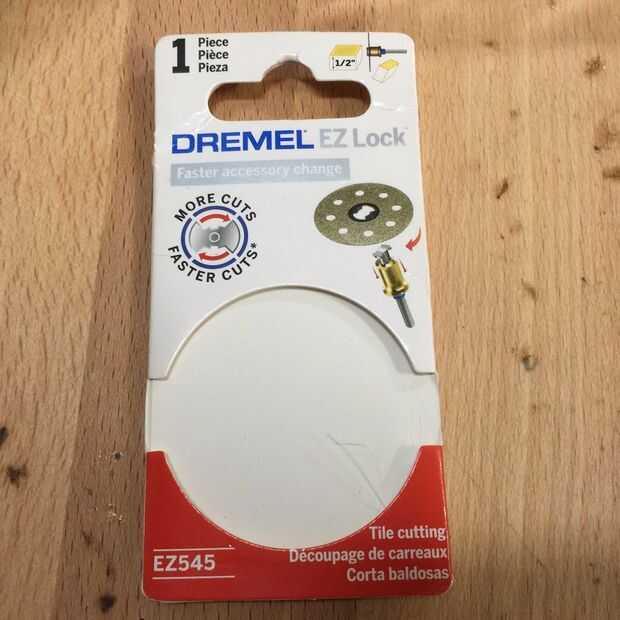 1 Piece
Pièce
Pieza
1/2"
DREMEL EZ Lock
Faster accessory change
MORE CUTS
FASTER CUTS*
Tile cutting
Découpage de carreaux
Corta baldosas
EZ545